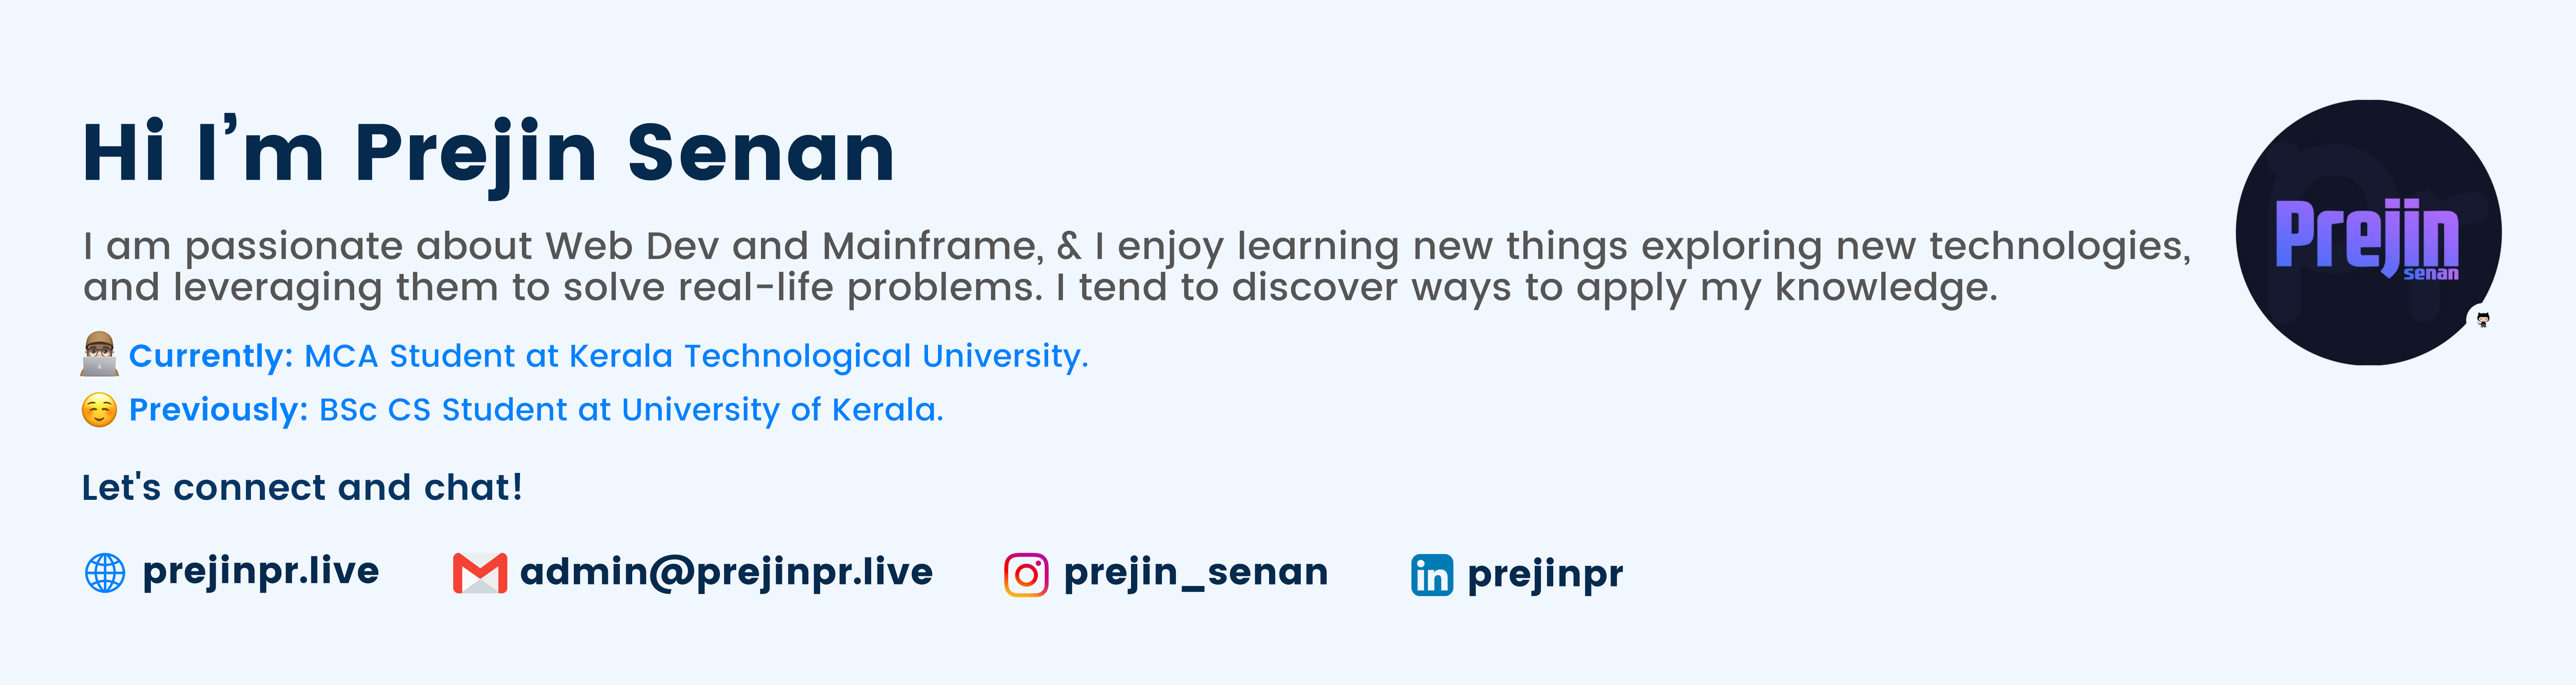 Hi I’m Prejin Senan
I am passionate about Web Dev and Mainframe, & I enjoy learning new things exploring new technologies,
and leveraging them to solve real-life problems. I tend to discover ways to apply my knowledge.
Currently: MCA Student at Kerala Technological University.
Previously: BSc CS Student at University of Kerala.
Let's connect and chat!
prejinpr.live
admin@prejinpr.live
prejin_senan
in prejinpr
Prejin
senan